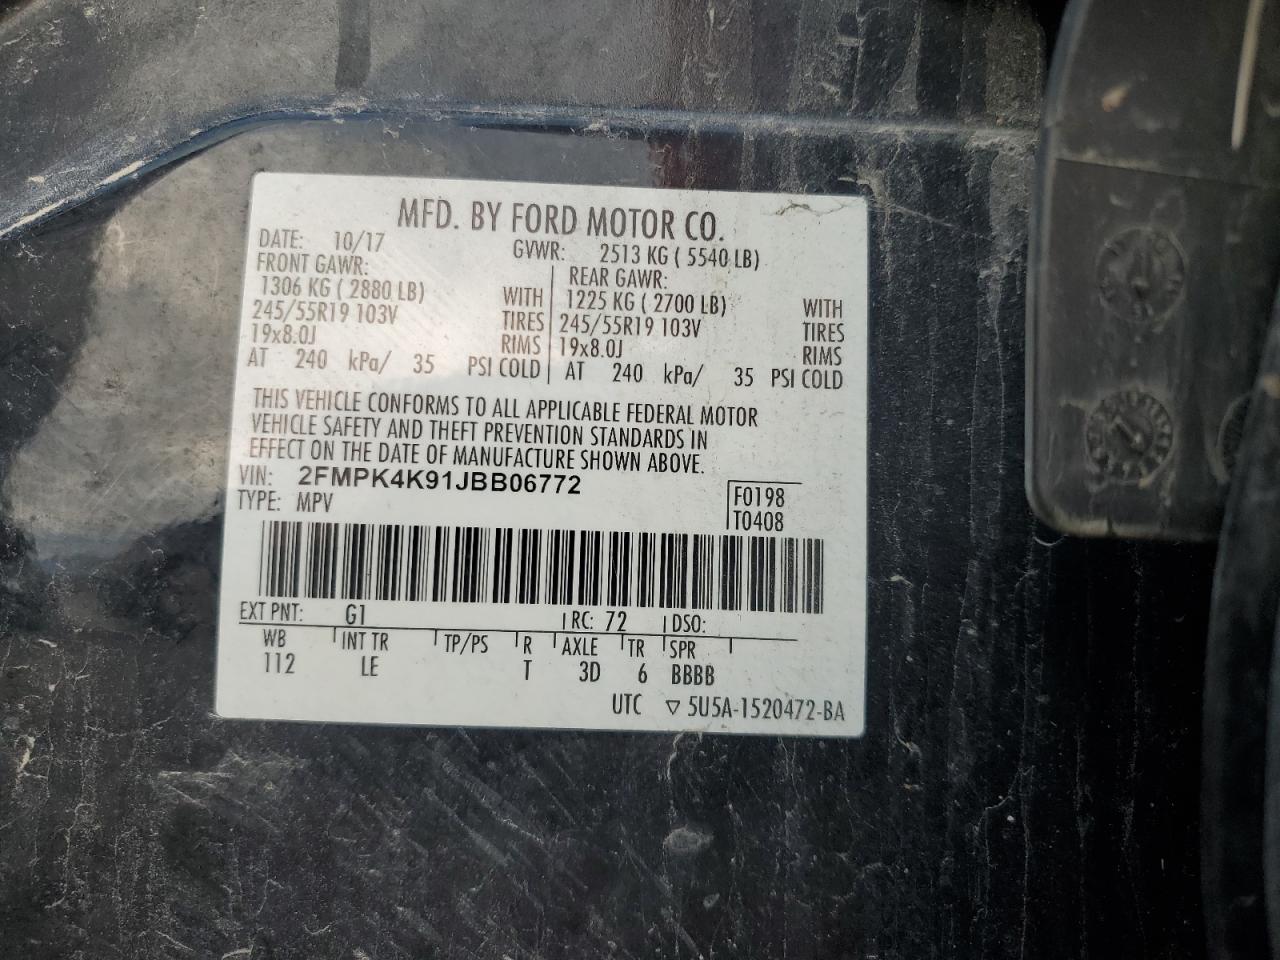 MFD. BY FORD MOTOR CO.
DATE: 10/17 GVWR: 2513 KG ( 5540 LB)
FRONT GAWR: REAR GAWR:
1306 KG ( 2880 LB) WITH 1225 KG ( 2700 LB) WITH
245/55R19 103V TIRES 245/55R19 103V TIRES
19x8.0J RIMS 19x8.0J RIMS
AT 240 kPa/ 35 PSI COLD AT 240 kPa/ 35 PSI COLD
THIS VEHICLE CONFORMS TO ALL APPLICABLE FEDERAL MOTOR
VEHICLE SAFETY AND THEFT PREVENTION STANDARDS IN
EFFECT ON THE DATE OF MANUFACTURE SHOWN ABOVE.
VIN: 2FMPK4K91JBB06772
TYPE: MPV F0198
T0408
EXT PNT: G1 RC: 72 DSO:
WB INT TR TP/PS R AXLE TR SPR
112 LE T 3D 6 BBBB
UTC ▽ 5U5A-1520472-BA